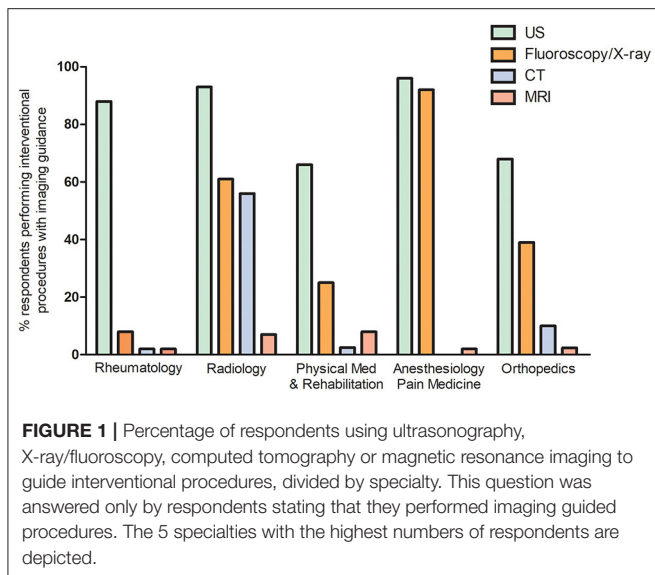 US
Fluoroscopy/X-ray
CT
MRI
% respondents performing interventional
procedures with imaging guidance
100
80
60
40
20
0
Rheumatology
Radiology
Physical Med
& Rehabilitation
Anesthesiology
Pain Medicine
Orthopedics
FIGURE 1 | Percentage of respondents using ultrasonography,
X-ray/fluoroscopy, computed tomography or magnetic resonance imaging to
guide interventional procedures, divided by specialty. This question was
answered only by respondents stating that they performed imaging guided
procedures. The 5 specialties with the highest numbers of respondents are
depicted.